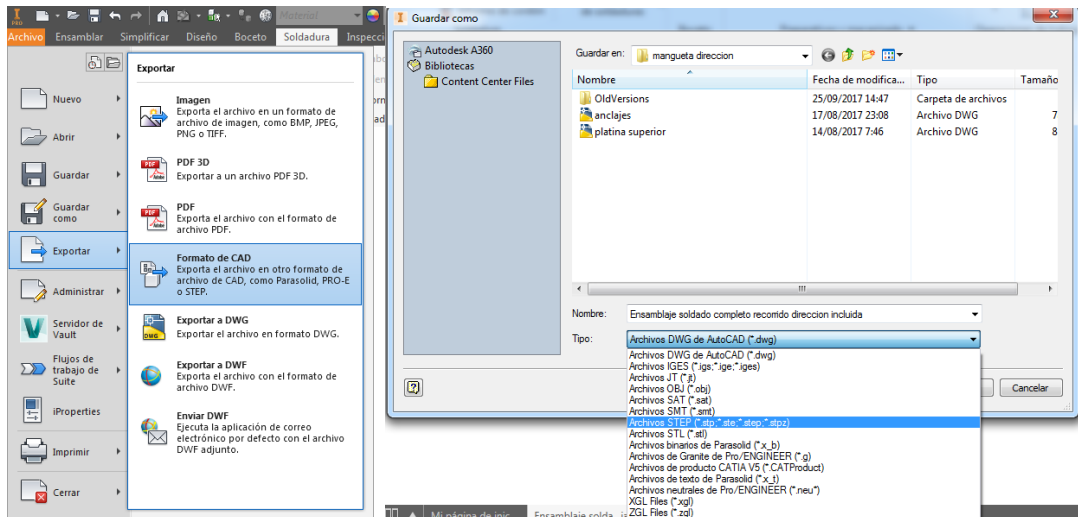 PRO
Material
Archivo Ensamblar Simplificar Diseño Boceto Soldadura Inspecci
Nuevo
Abrir
Guardar
Guardar
como
Exportar
Administrar
Servidor de
Vault
Flujos de
trabajo de
Suite
iProperties
Imprimir
Cerrar
Exportar
Imagen
Exporta el archivo en un formato de
archivo de imagen, como BMP, JPEG,
PNG o TIFF.
PDF 3D
Exportar a un archivo PDF 3D.
PDF
Exporta el archivo con el formato de
archivo PDF.
Formato de CAD
Exporta el archivo en otro formato de
archivo de CAD, como Parasolid, PRO-E
o STEP.
Exportar a DWG
Exportar el archivo en formato DWG.
Exportar a DWF
Exporta el archivo con el formato de
archivo DWF.
Enviar DWF
Ejecuta la aplicación de correo
electrónico por defecto con el archivo
DWF adjunto.
Guardar como
Autodesk A360
Bibliotecas
Content Center Files
Guardar en: mangueta direccion
Nombre Fecha de modifica... Tipo Tamaño
OldVersions 25/09/2017 14:47 Carpeta de archivos
anclajes 17/08/2017 23:08 Archivo DWG 7
platina superior 14/08/2017 7:46 Archivo DWG 8
Nombre: Ensamblaje soldado completo recorrido direccion incluida
Tipo: Archivos DWG de AutoCAD (*.dwg)
Archivos DWG de AutoCAD (*.dwg)
Archivos IGES (*.igs;*.ige;*.iges)
Archivos JT (*.jt)
Archivos OBJ (*.obj)
Archivos SAT (*.sat)
Archivos SMT (*.smt)
Archivos STEP (*.stp;*.ste;*.step;*.stpz)
Archivos STL (*.stl)
Archivos binarios de Parasolid (*.x_b)
Archivos de Granite de Pro/ENGINEER (*.g)
Archivos de producto CATIA V5 (*.CATProduct)
Archivos de texto de Parasolid (*.x_t)
Archivos neutrales de Pro/ENGINEER (*.neu*)
XGL Files (*.xgl)
ZGL Files (*.zgl)
Cancelar
Mi página de inic Ensamblaje solda